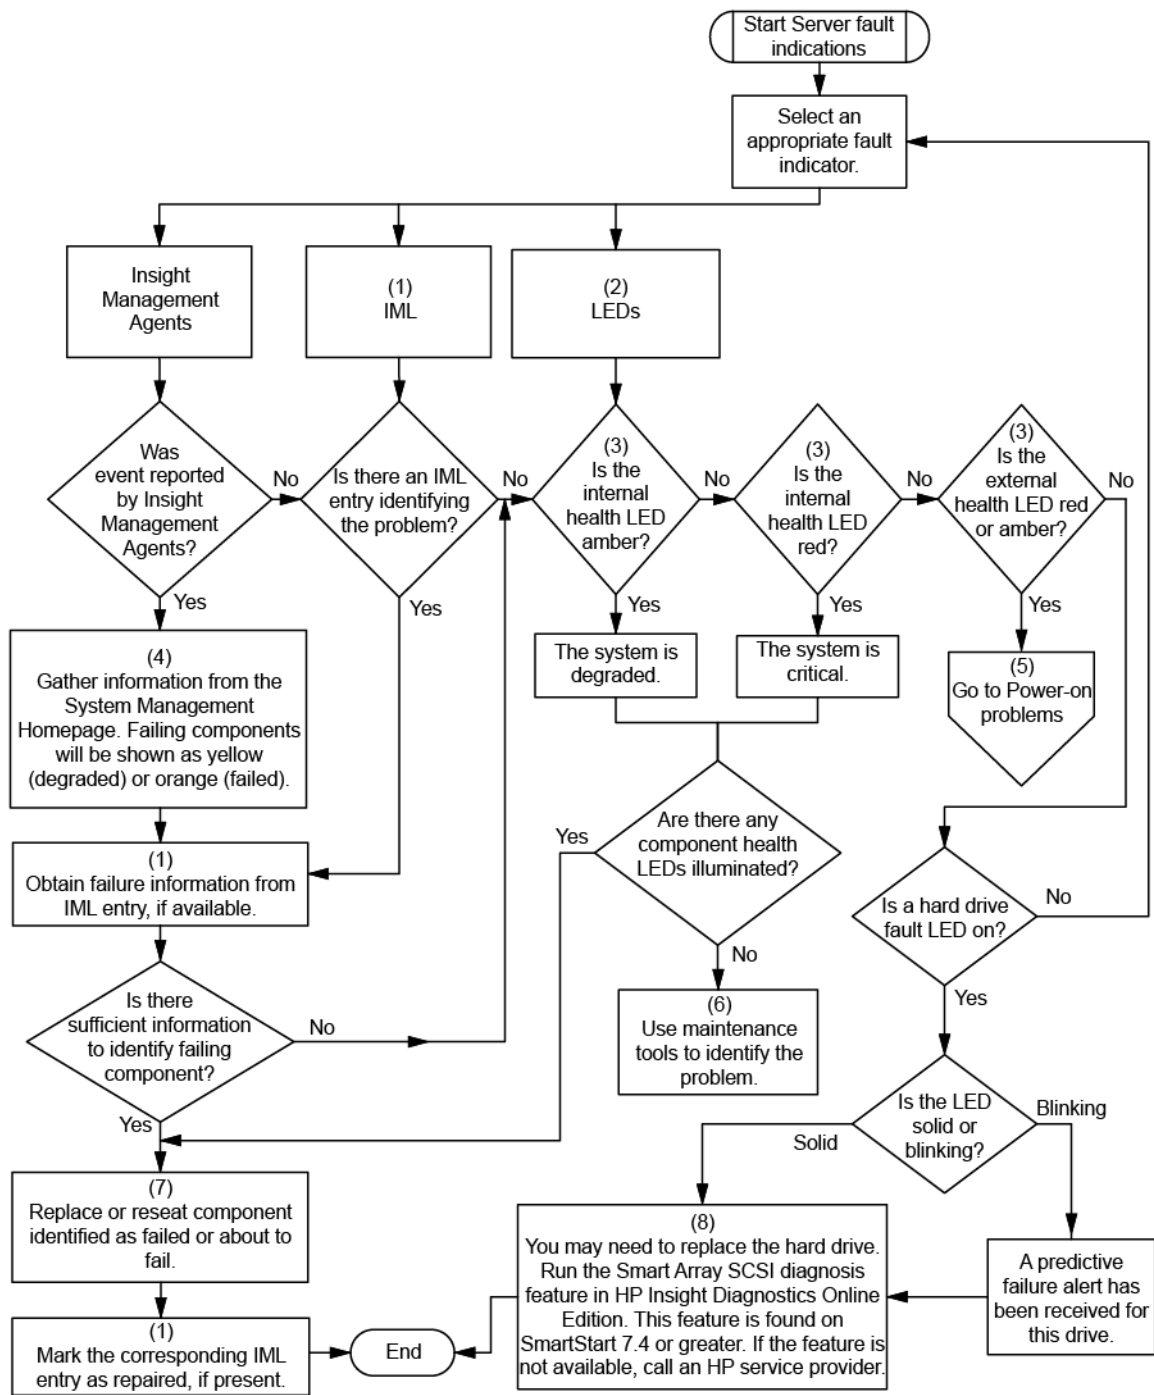 Start Server fault
indications
Select an
appropriate fault
indicator.
Insight
Management
Agents
(1)
IML
(2)
LEDs
Was
event reported
by Insight
Management
Agents?
No
Yes
Is there an IML
entry identifying
the problem?
No
Yes
(3)
Is the
internal
health LED
amber?
No
Yes
(3)
Is the
internal
health LED
red?
No
Yes
(3)
Is the
external
health LED red
or amber?
No
Yes
(4)
Gather information from the
System Management
Homepage. Failing components
will be shown as yellow
(degraded) or orange (failed).
The system is
degraded.
The system is
critical.
(5)
Go to Power-on
problems
(1)
Obtain failure information from
IML entry, if available.
Yes
Are there any
component health
LEDs illuminated?
No
Is a hard drive
fault LED on?
No
Yes
Is there
sufficient information
to identify failing
component?
No
Yes
(6)
Use maintenance
tools to identify the
problem.
Is the LED
solid or
blinking?
Blinking
Solid
(7)
Replace or reseat component
identified as failed or about to
fail.
(8)
You may need to replace the hard drive.
Run the Smart Array SCSI diagnosis
feature in HP Insight Diagnostics Online
Edition. This feature is found on
SmartStart 7.4 or greater. If the feature is
not available, call an HP service provider.
A predictive
failure alert has
been received for
this drive.
(1)
Mark the corresponding IML
entry as repaired, if present.
End